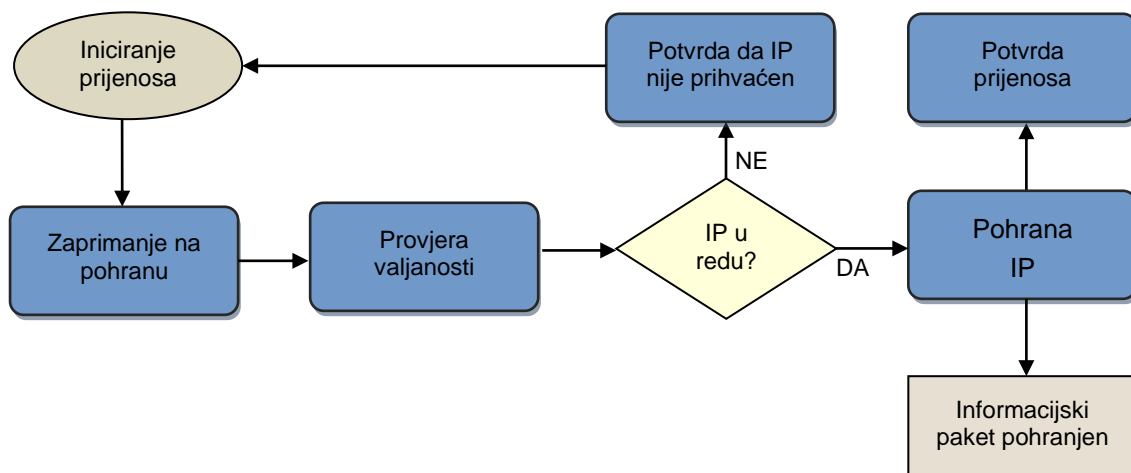 Iniciranje
prijenosa
Potvrda da IP
nije prihvaćen
Potvrda
prijenosa
NE
Zaprimanje na
pohranu
Provjera
valjanosti
IP u
redu?
DA
Pohrana
IP
Informacijski
paket pohranjen